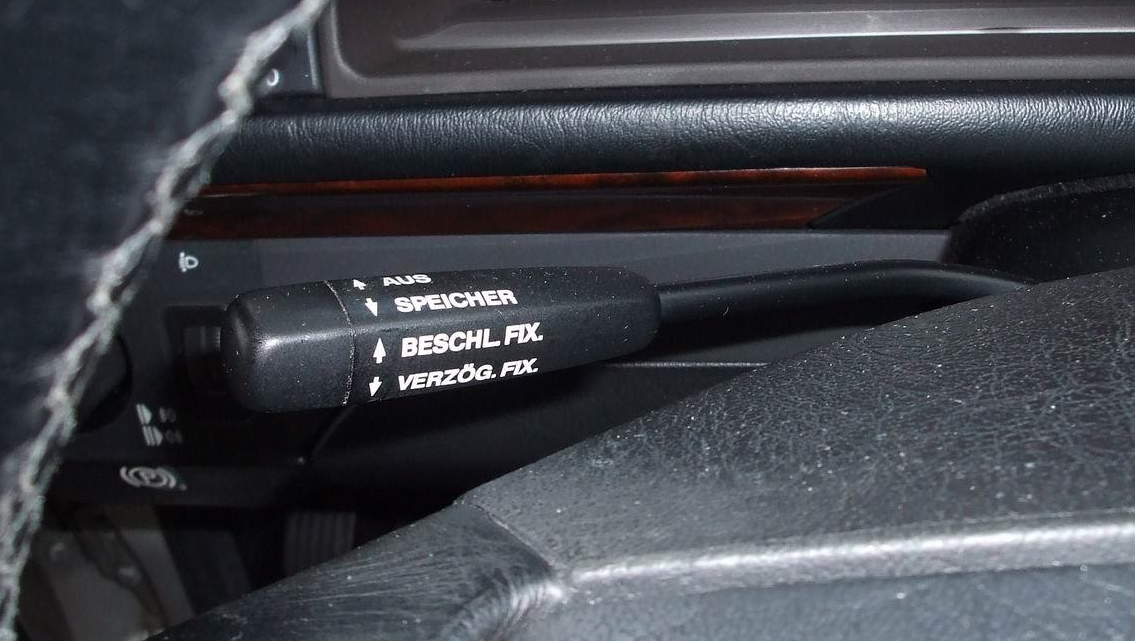 AUS
SPEICHER
BESCHL. FIX.
VERZÖG. FIX.
P